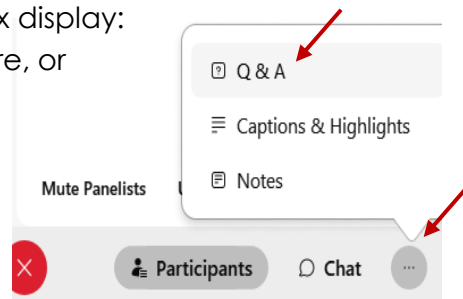 x display:
re, or
Q & A
Captions & Highlights
Notes
Mute Panelists
Participants
Chat